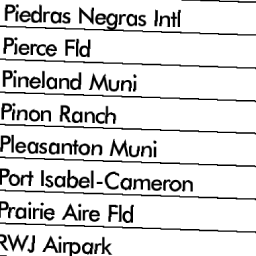 Piedras Negras Intl
Pierce Fld
Pineland Muni
Pinon Ranch
Pleasanton Muni
Port Isabel-Cameron
Prairie Aire Fld
RWJ Airpark